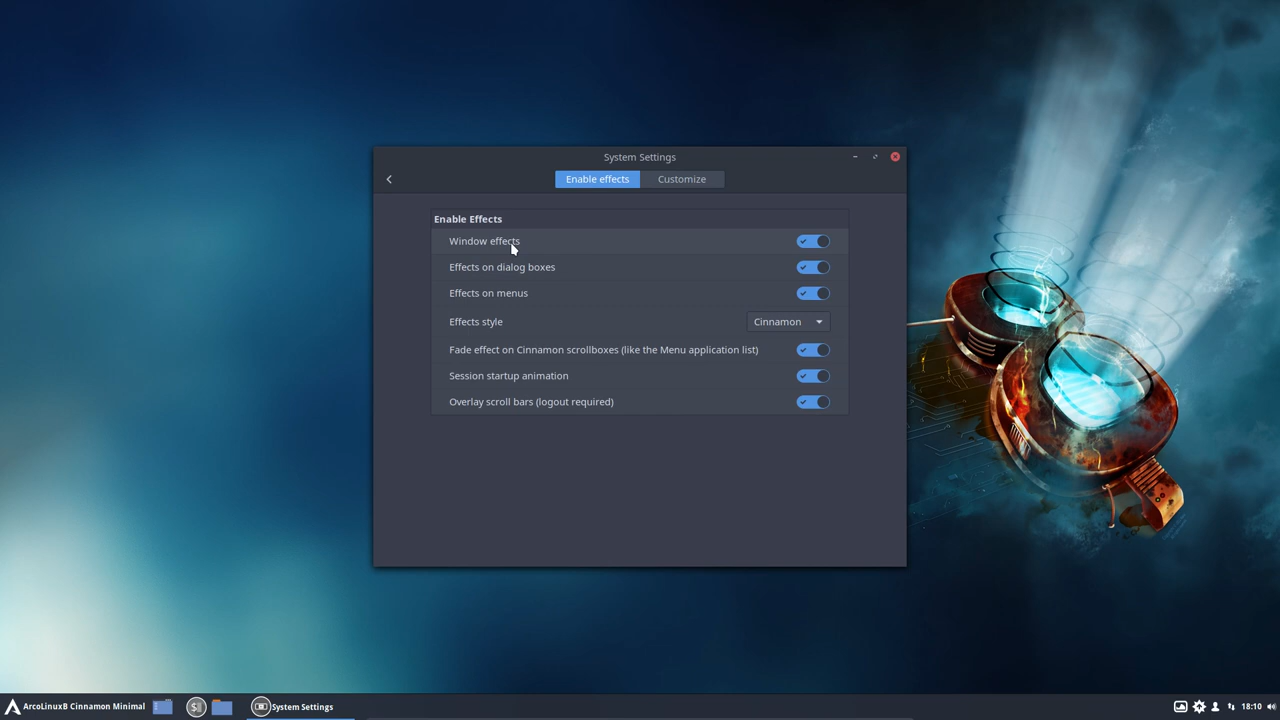 System Settings
Enable effects
Customize
Enable Effects
Window effects
Effects on dialog boxes
Effects on menus
Effects style
Cinnamon
Fade effect on Cinnamon scrollboxes (like the Menu application list)
Session startup animation
Overlay scroll bars (logout required)
ArcoLinuxB Cinnamon Minimal
$
System Settings
18:10